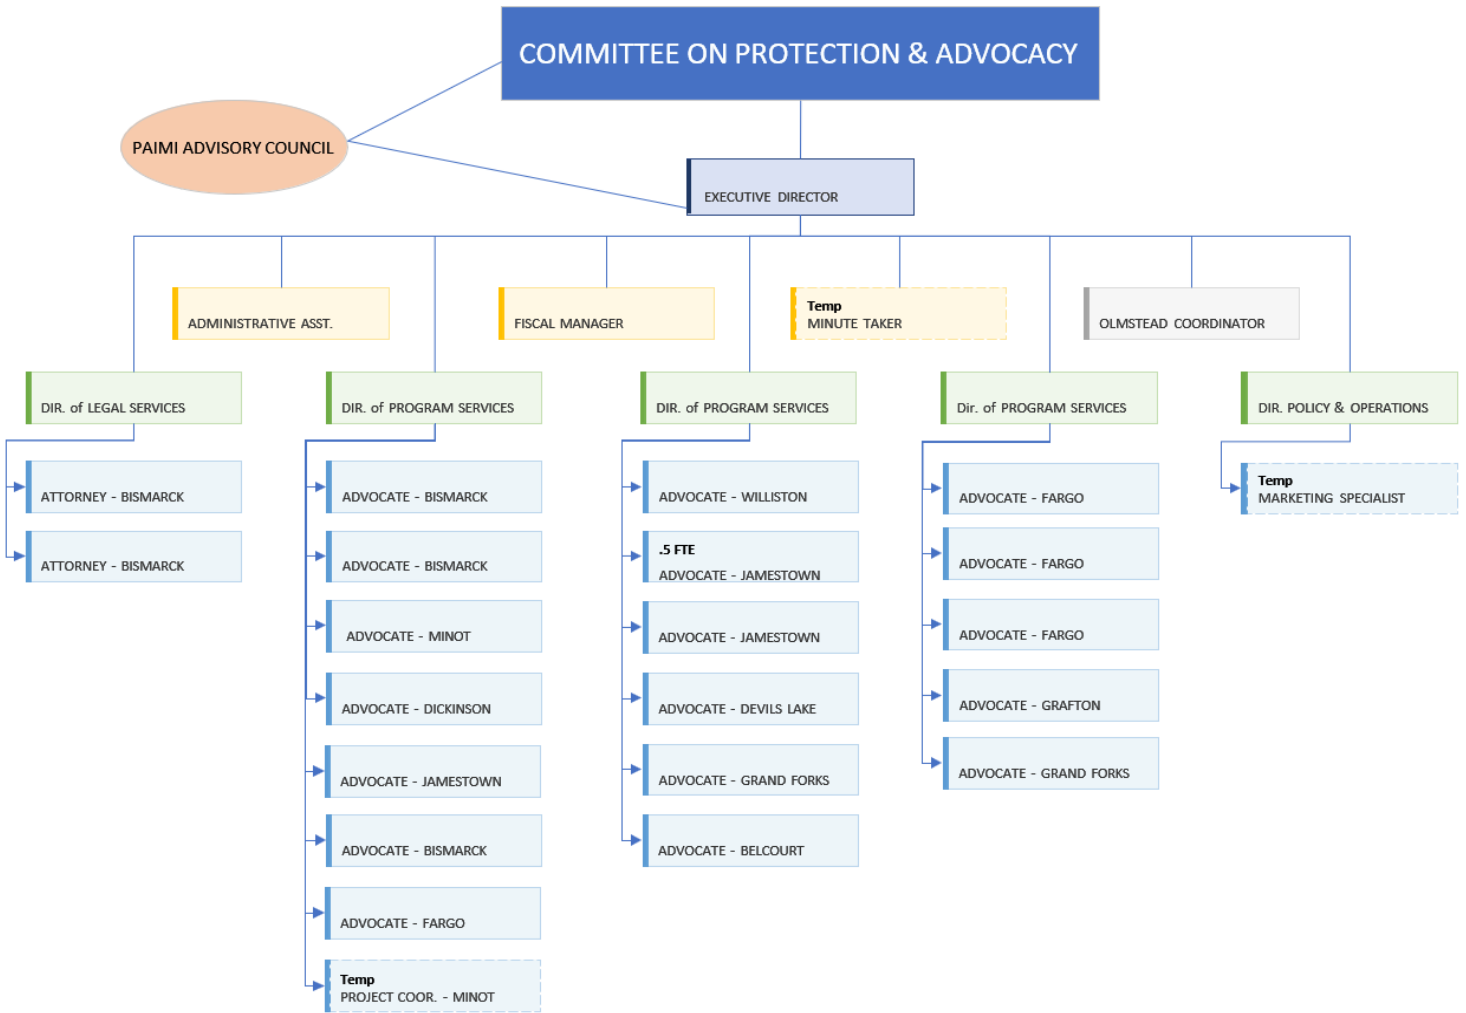 COMMITTEE ON PROTECTION & ADVOCACY
PAIMI ADVISORY COUNCIL
EXECUTIVE DIRECTOR
ADMINISTRATIVE ASST.
FISCAL MANAGER
Temp
MINUTE TAKER
OLMSTEAD COORDINATOR
DIR. of LEGAL SERVICES
ATTORNEY - BISMARCK
ATTORNEY - BISMARCK
DIR. of PROGRAM SERVICES
ADVOCATE - BISMARCK
ADVOCATE - BISMARCK
ADVOCATE - MINOT
ADVOCATE - DICKINSON
ADVOCATE - JAMESTOWN
ADVOCATE - BISMARCK
ADVOCATE - FARGO
Temp
PROJECT COOR. - MINOT
DIR. of PROGRAM SERVICES
ADVOCATE - WILLISTON
.5 FTE
ADVOCATE - JAMESTOWN
ADVOCATE - JAMESTOWN
ADVOCATE - DEVILS LAKE
ADVOCATE - GRAND FORKS
ADVOCATE - BELCOURT
Dir. of PROGRAM SERVICES
ADVOCATE - FARGO
ADVOCATE - FARGO
ADVOCATE - FARGO
ADVOCATE - GRAFTON
ADVOCATE - GRAND FORKS
DIR. POLICY & OPERATIONS
Temp
MARKETING SPECIALIST